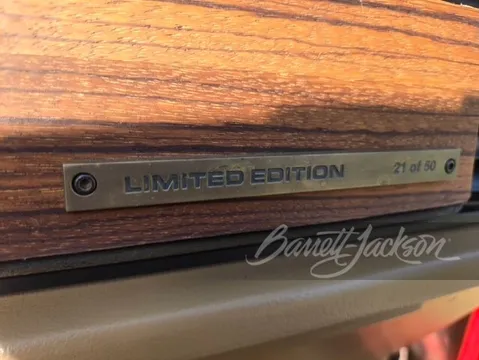 LIMITED EDITION 21 of 50
Barrett-Jackson